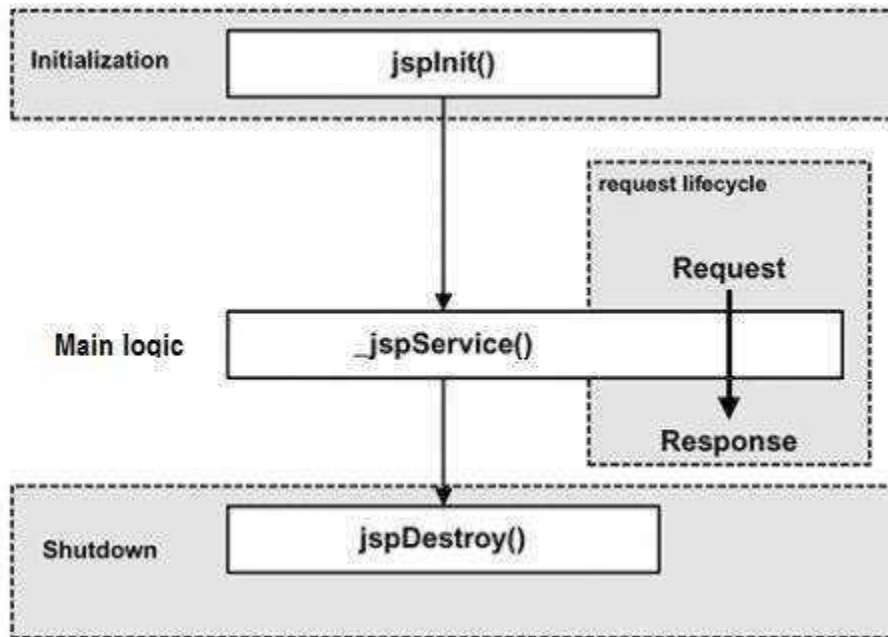 Initialization
jspInit()
request lifecycle
Request
Main logic
_jspService()
Response
Shutdown
jspDestroy()